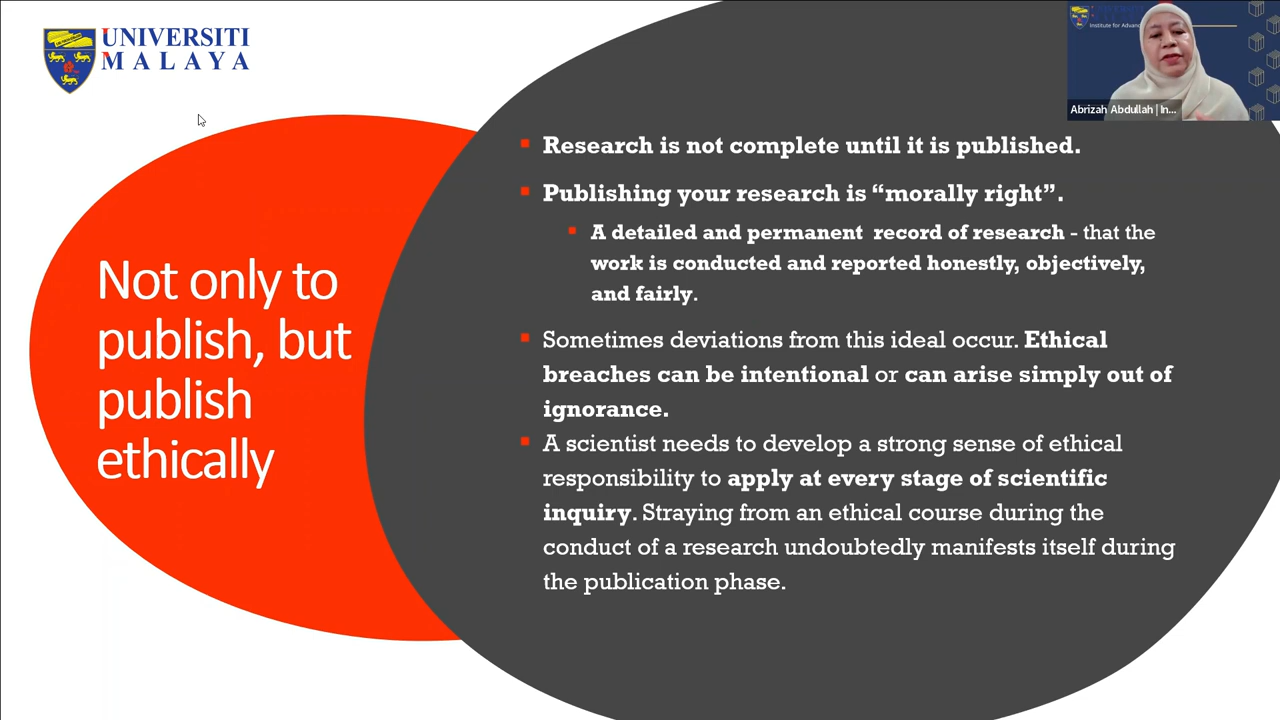 UNIVERSITI
MALAYA
Institute for Advan
Abrizah Abdullah | In...
Not only to
publish, but
publish
ethically
Research is not complete until it is published.
Publishing your research is “morally right”.
A detailed and permanent record of research - that the
work is conducted and reported honestly, objectively,
and fairly.
Sometimes deviations from this ideal occur. Ethical
breaches can be intentional or can arise simply out of
ignorance.
A scientist needs to develop a strong sense of ethical
responsibility to apply at every stage of scientific
inquiry. Straying from an ethical course during the
conduct of a research undoubtedly manifests itself during
the publication phase.